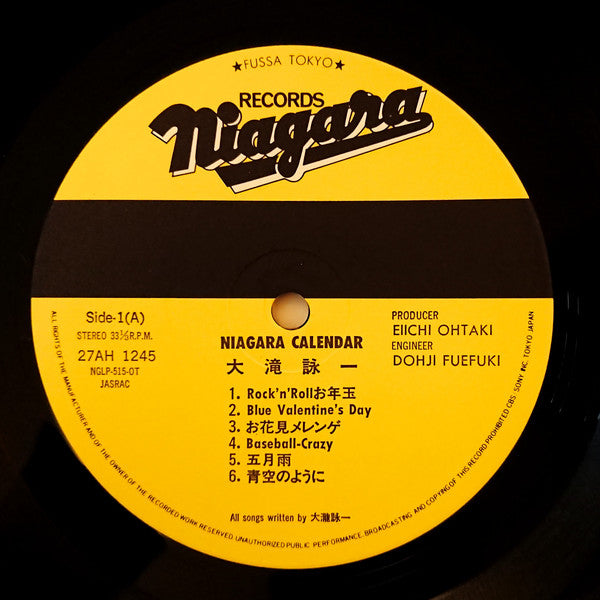 ★FUSSA TOKYO★
RECORDS
Niagara
Side-1(A)
STEREO 33⅓R.P.M.
27AH 1245
NGLP-515-OT
JASRAC
PRODUCER
EIICHI OHTAKI
ENGINEER
DOHJI FUEFUKI
NIAGARA CALENDAR
大滝詠一
1. Rock'n'Rollお年玉
2. Blue Valentine's Day
3. お花見メレンゲ
4. Baseball-Crazy
5. 五月雨
6. 青空のように
All songs written by 大瀧詠一
ALL RIGHTS OF THE MANUFACTURER AND OF THE OWNER OF THE RECORDED WORK RESERVED. UNAUTHORIZED PUBLIC PERFORMANCE, BROADCASTING AND COPYING OF THIS RECORD PROHIBITED CBS SONY INC. TOKYO JAPAN